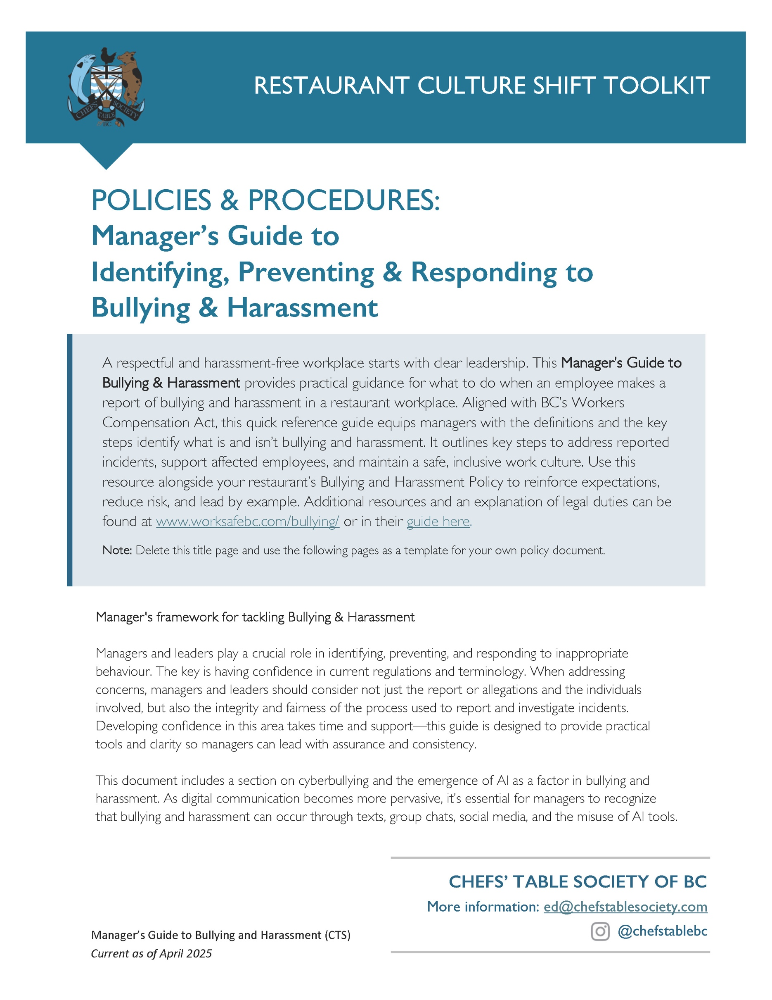 CHEFS TABLE SOCIETY
BC
RESTAURANT CULTURE SHIFT TOOLKIT
POLICIES & PROCEDURES:
Manager’s Guide to
Identifying, Preventing & Responding to
Bullying & Harassment
A respectful and harassment-free workplace starts with clear leadership. This Manager’s Guide to
Bullying & Harassment provides practical guidance for what to do when an employee makes a
report of bullying and harassment in a restaurant workplace. Aligned with BC’s Workers
Compensation Act, this quick reference guide equips managers with the definitions and the key
steps identify what is and isn’t bullying and harassment. It outlines key steps to address reported
incidents, support affected employees, and maintain a safe, inclusive work culture. Use this
resource alongside your restaurant’s Bullying and Harassment Policy to reinforce expectations,
reduce risk, and lead by example. Additional resources and an explanation of legal duties can be
found at www.worksafebc.com/bullying/ or in their guide here.
Note: Delete this title page and use the following pages as a template for your own policy document.
Manager's framework for tackling Bullying & Harassment
Managers and leaders play a crucial role in identifying, preventing, and responding to inappropriate
behaviour. The key is having confidence in current regulations and terminology. When addressing
concerns, managers and leaders should consider not just the report or allegations and the individuals
involved, but also the integrity and fairness of the process used to report and investigate incidents.
Developing confidence in this area takes time and support—this guide is designed to provide practical
tools and clarity so managers can lead with assurance and consistency.
This document includes a section on cyberbullying and the emergence of AI as a factor in bullying and
harassment. As digital communication becomes more pervasive, it’s essential for managers to recognize
that bullying and harassment can occur through texts, group chats, social media, and the misuse of AI tools.
CHEFS’ TABLE SOCIETY OF BC
More information: ed@chefstablesociety.com
@chefstablebc
Manager’s Guide to Bullying and Harassment (CTS)
Current as of April 2025